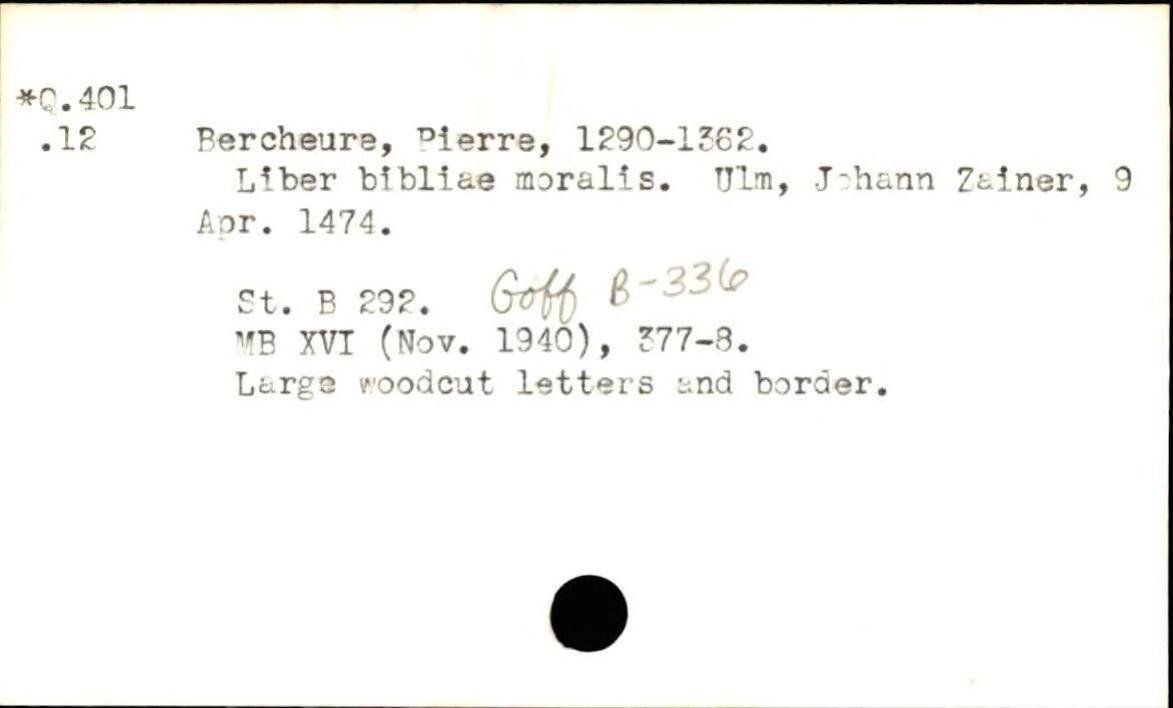 *Q.401
.12 Bercheure, Pierre, 1290-1362.
Liber bibliae moralis. Ulm, Johann Zainer, 9
Apr. 1474.
St. B 292. Goff B-336
MB XVI (Nov. 1940), 377-8.
Large woodcut letters and border.